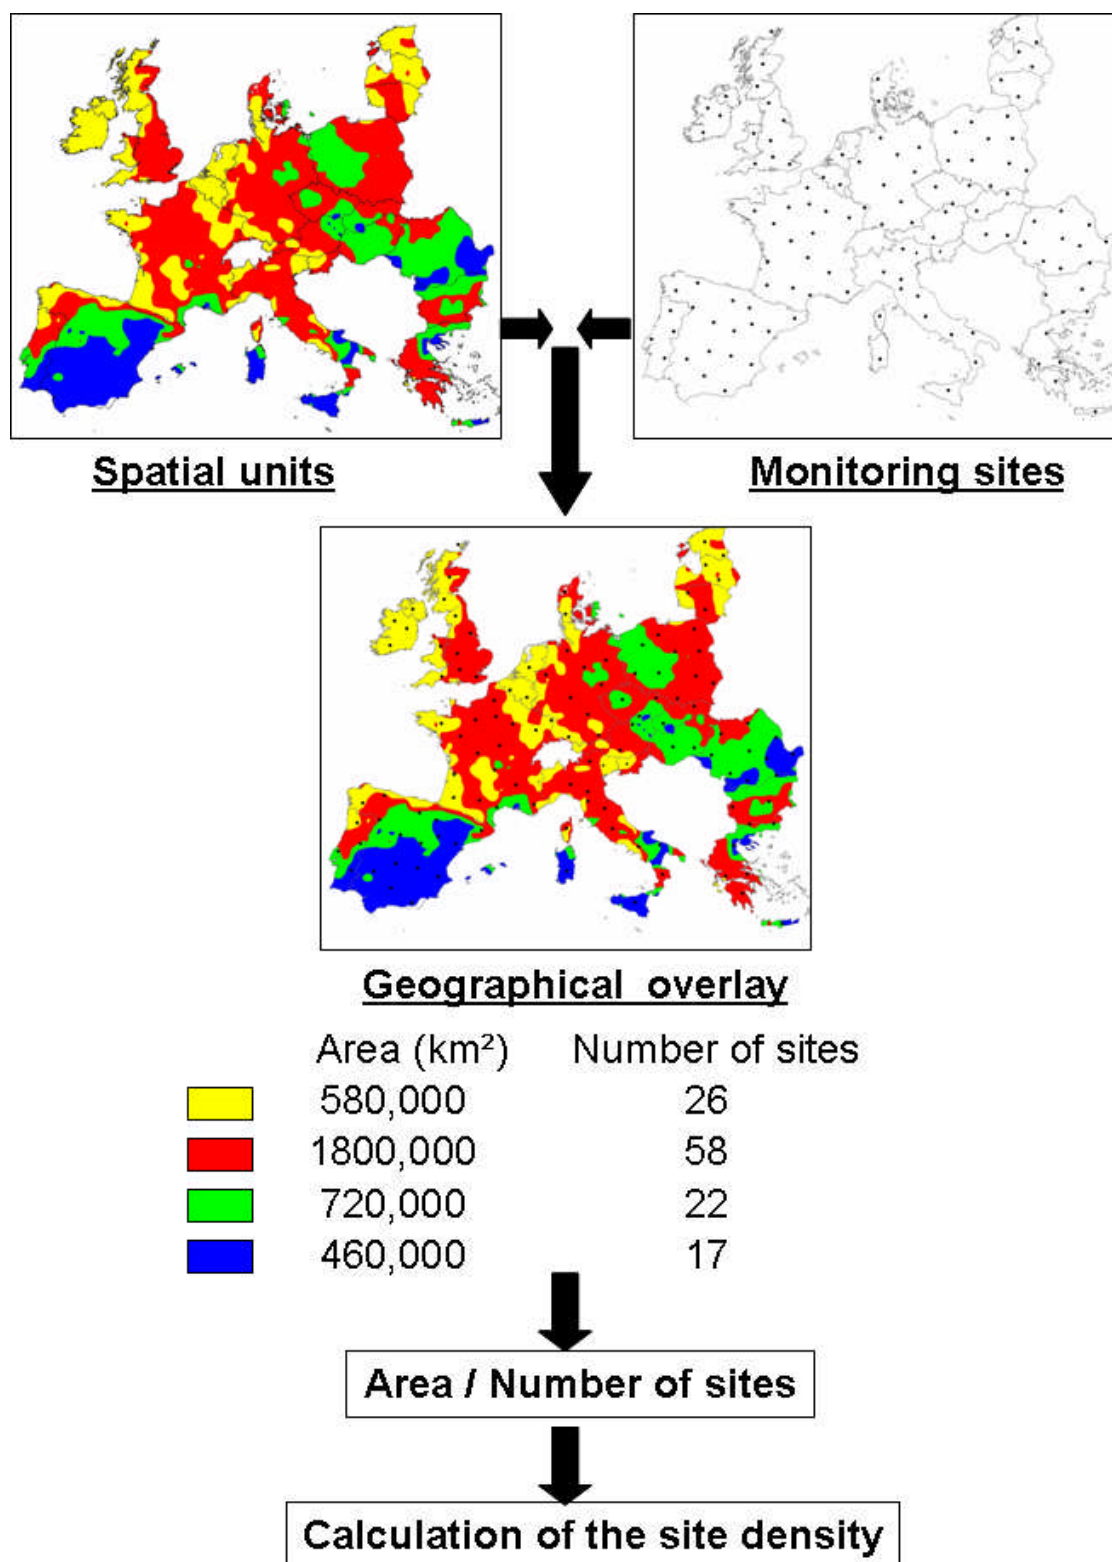 Spatial units
Monitoring sites
Geographical overlay
Area (km²) Number of sites
580,000 26
1800,000 58
720,000 22
460,000 17
Area / Number of sites
Calculation of the site density